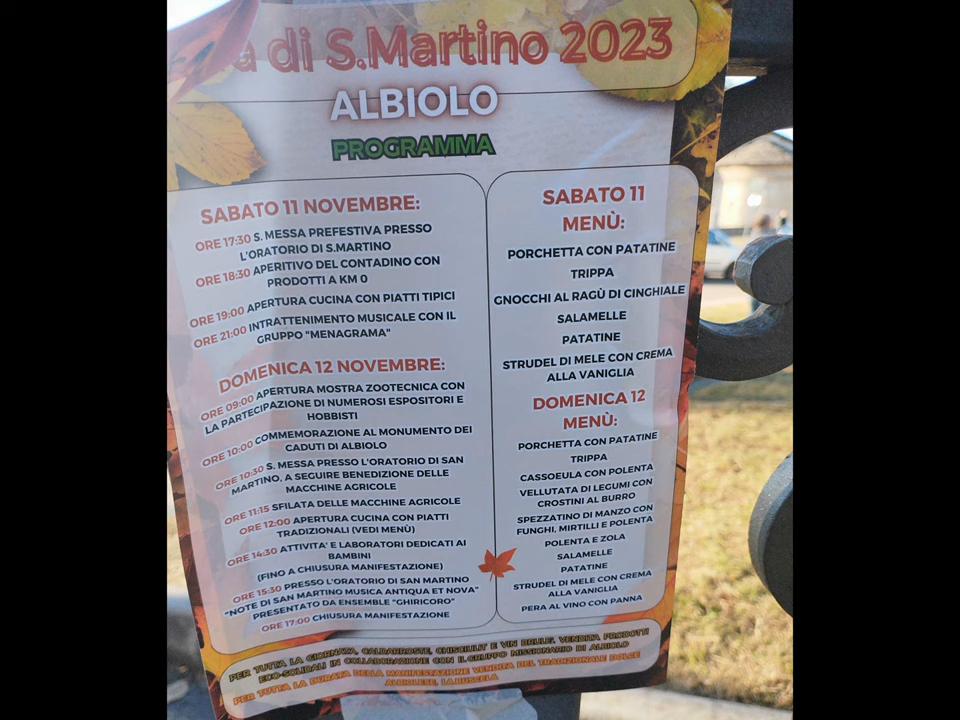 di S.Martino 2023
ALBIOLO
PROGRAMMA
SABATO 11 NOVEMBRE:
ORE 17:30 S. MESSA PREFESTIVA PRESSO
L'ORATORIO DI S.MARTINO
ORE 18:30 APERITIVO DEL CONTADINO CON
PRODOTTI A KM 0
ORE 19:00 APERTURA CUCINA CON PIATTI TIPICI
ORE 21:00 INTRATTENIMENTO MUSICALE CON IL
GRUPPO "MENAGRAMA"
DOMENICA 12 NOVEMBRE:
ORE 09:00 APERTURA MOSTRA ZOOTECNICA CON
LA PARTECIPAZIONE DI NUMEROSI ESPOSITORI E
HOBBISTI
ORE 10:00 COMMEMORAZIONE AL MONUMENTO DEI
CADUTI DI ALBIOLO
ORE 10:30 S. MESSA PRESSO L'ORATORIO DI SAN
MARTINO, A SEGUIRE BENEDIZIONE DELLE
MACCHINE AGRICOLE
ORE 11:15 SFILATA DELLE MACCHINE AGRICOLE
ORE 12:00 APERTURA CUCINA CON PIATTI
TRADIZIONALI (VEDI MENÙ)
ORE 14:30 ATTIVITA' E LABORATORI DEDICATI AI
BAMBINI
(FINO A CHIUSURA MANIFESTAZIONE)
ORE 15:30 PRESSO L'ORATORIO DI SAN MARTINO
"NOTE DI SAN MARTINO MUSICA ANTIQUA ET NOVA"
PRESENTATO DA ENSEMBLE "GHIRICORO"
ORE 17:00 CHIUSURA MANIFESTAZIONE
SABATO 11
MENÙ:
PORCHETTA CON PATATINE
TRIPPA
GNOCCHI AL RAGÙ DI CINGHIALE
SALAMELLE
PATATINE
STRUDEL DI MELE CON CREMA
ALLA VANIGLIA
DOMENICA 12
MENÙ:
PORCHETTA CON PATATINE
TRIPPA
CASSOEULA CON POLENTA
VELLUTATA DI LEGUMI CON
CROSTINI AL BURRO
SPEZZATINO DI MANZO CON
FUNGHI, MIRTILLI E POLENTA
POLENTA E ZOLA
SALAMELLE
PATATINE
STRUDEL DI MELE CON CREMA
ALLA VANIGLIA
PERA AL VINO CON PANNA
PER TUTTA LA GIORNATA, CALDARROSTE, CHISCIULIT E VIN BRULE'. VENDITA PRODOTTI
ECO-SOLIDALI IN COLLABORAZIONE CON IL GRUPPO MISSIONARIO DI ALBIOLO
PER TUTTA LA DURATA DELLA MANIFESTAZIONE VENDITA DEL TRADIZIONALE DOLCE
ALBIOLESE, LA